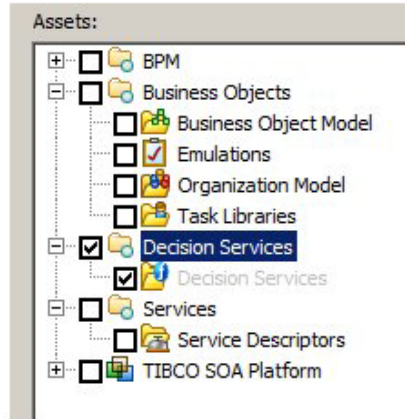 Assets:
BPM
Business Objects
Business Object Model
Emulations
Organization Model
Task Libraries
Decision Services
Decision Services
Services
Service Descriptors
TIBCO SOA Platform